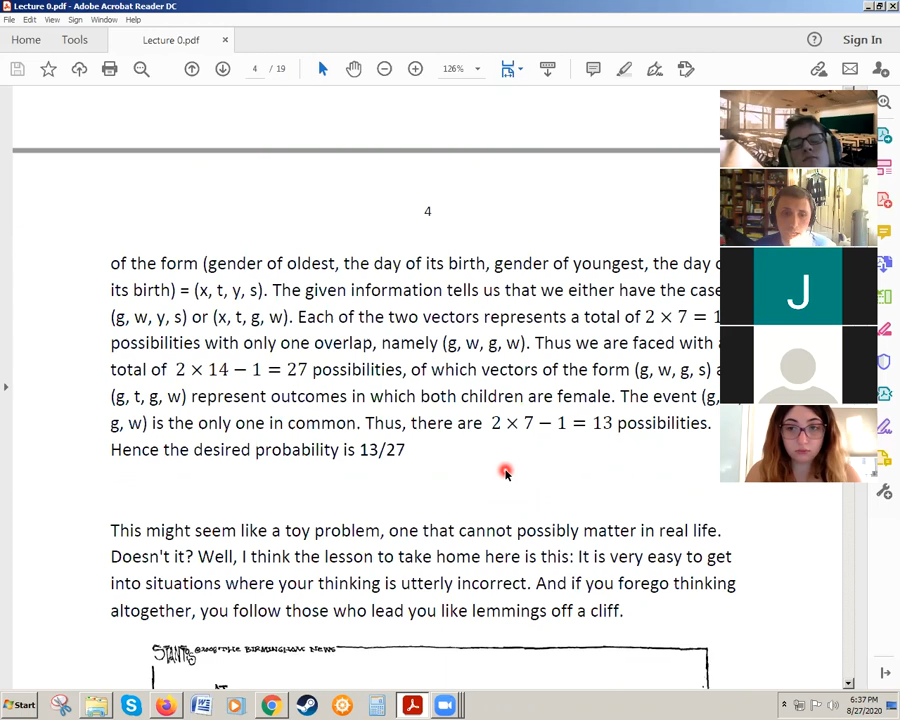 Lecture 0.pdf - Adobe Acrobat Reader DC
File Edit View Sign Window Help
Home Tools Lecture 0.pdf × Sign In
4 / 19 126%
4
of the form (gender of oldest, the day of its birth, gender of youngest, the day
its birth) = (x, t, y, s). The given information tells us that we either have the case
(g, w, y, s) or (x, t, g, w). Each of the two vectors represents a total of 2 × 7 = 1
possibilities with only one overlap, namely (g, w, g, w). Thus we are faced with
total of 2 × 14 − 1 = 27 possibilities, of which vectors of the form (g, w, g, s)
(g, t, g, w) represent outcomes in which both children are female. The event (g,
g, w) is the only one in common. Thus, there are 2 × 7 − 1 = 13 possibilities.
Hence the desired probability is 13/27
This might seem like a toy problem, one that cannot possibly matter in real life.
Doesn't it? Well, I think the lesson to take home here is this: It is very easy to get
into situations where your thinking is utterly incorrect. And if you forego thinking
altogether, you follow those who lead you like lemmings off a cliff.
THE BIRMINGHAM NEWS
J
Start
6:37 PM
8/27/2020